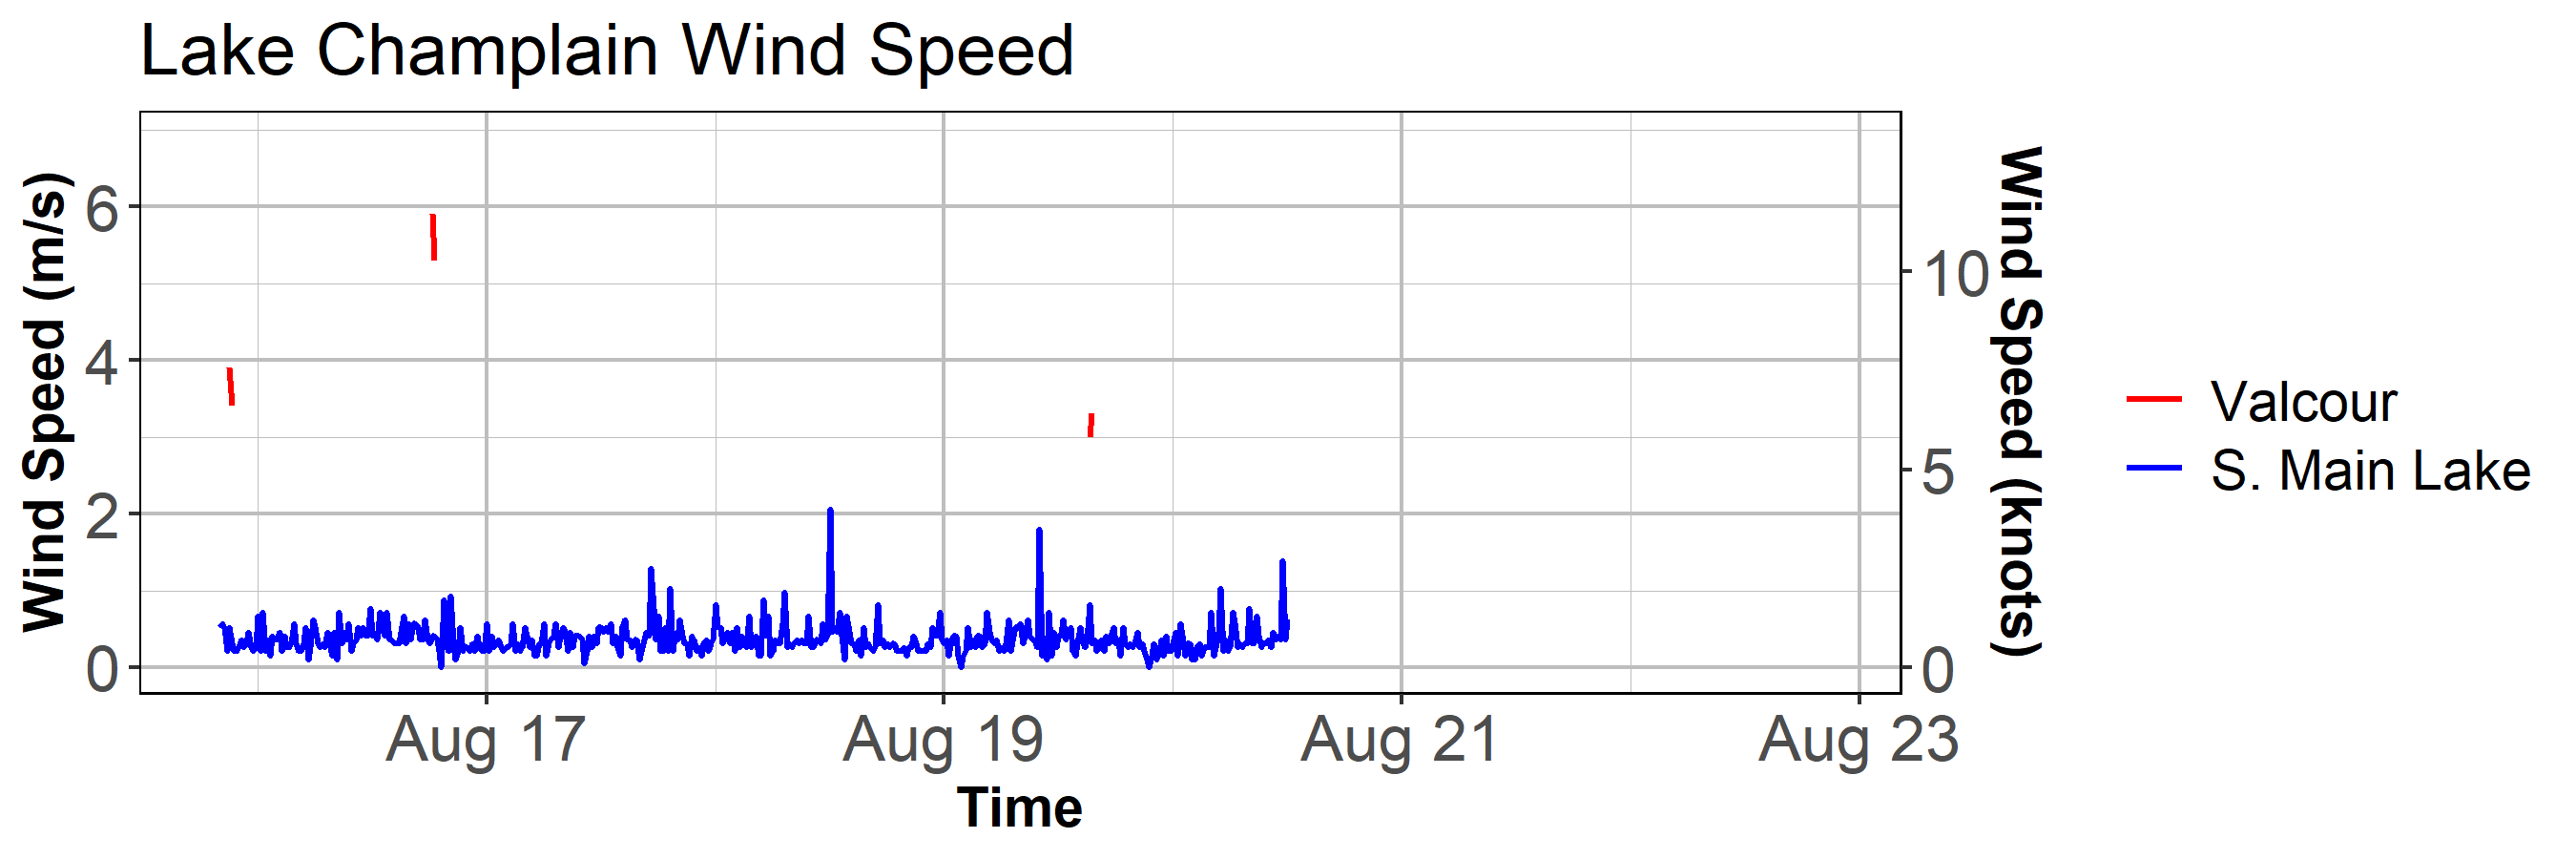 Lake Champlain Wind Speed
Wind Speed (m/s)
6
4
2
0
10
5
0
Wind Speed (knots)
Aug 17
Aug 19
Aug 21
Aug 23
Time
Valcour
S. Main Lake